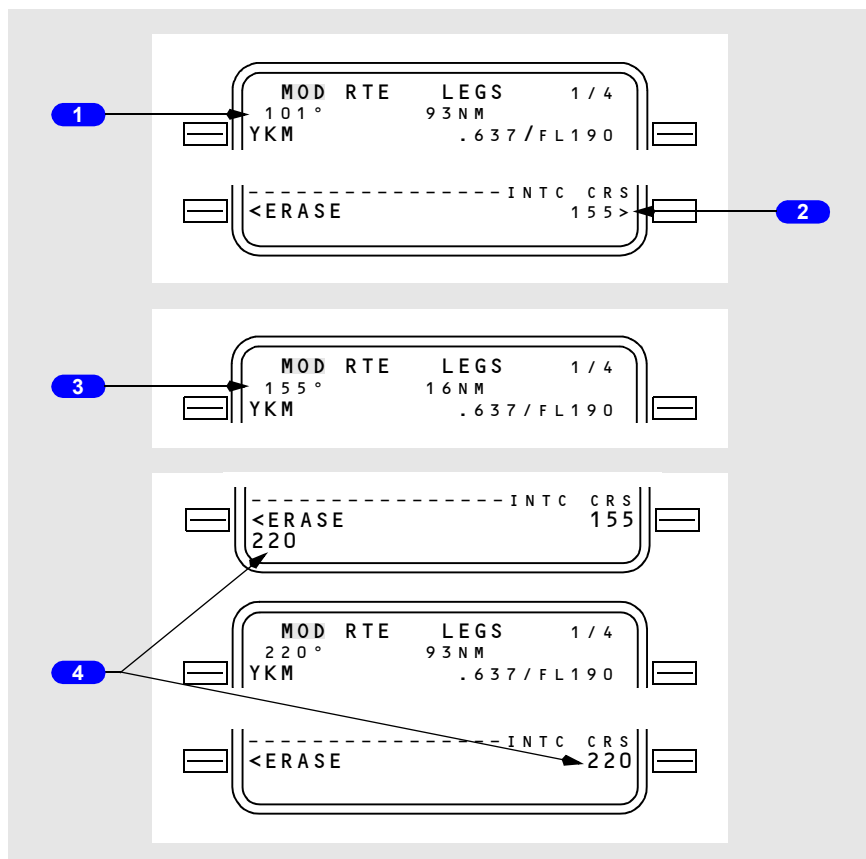 MOD RTE LEGS 1/4
1 101° 93NM
YKM .637/FL190
----------------INTC CRS
<ERASE 155> 2
MOD RTE LEGS 1/4
3 155° 16NM
YKM .637/FL190
----------------INTC CRS
<ERASE 155
220
MOD RTE LEGS 1/4
220° 93NM
4 YKM .637/FL190
----------------INTC CRS
<ERASE 220